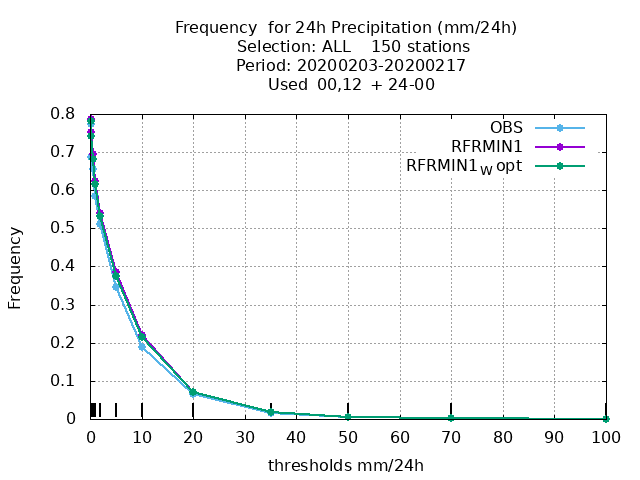 Frequency  for 24h Precipitation (mm/24h)
Selection: ALL    150 stations
Period: 20200203-20200217
Used  00,12  + 24-00
OBS
RFRMIN1
RFRMIN1W opt
Frequency
0.8
0.7
0.6
0.5
0.4
0.3
0.2
0.1
0
0 10 20 30 40 50 60 70 80 90 100
thresholds mm/24h